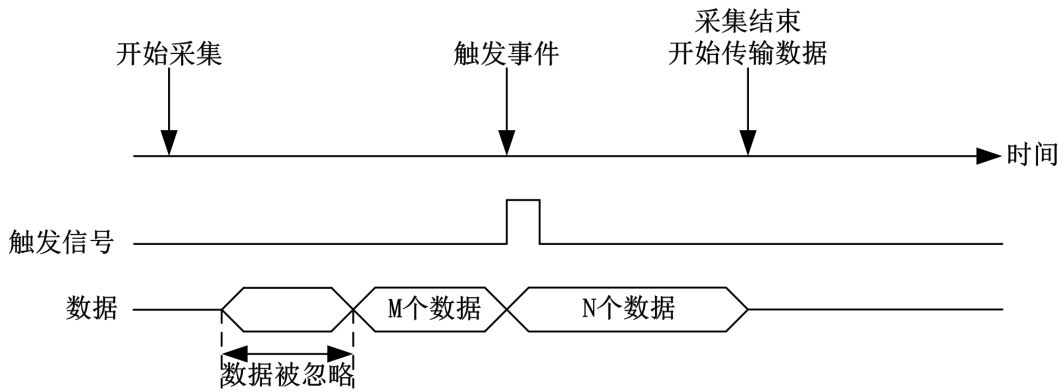 采集结束
开始采集
触发事件
开始传输数据
时间
触发信号
数据
M个数据
N个数据
数据被忽略